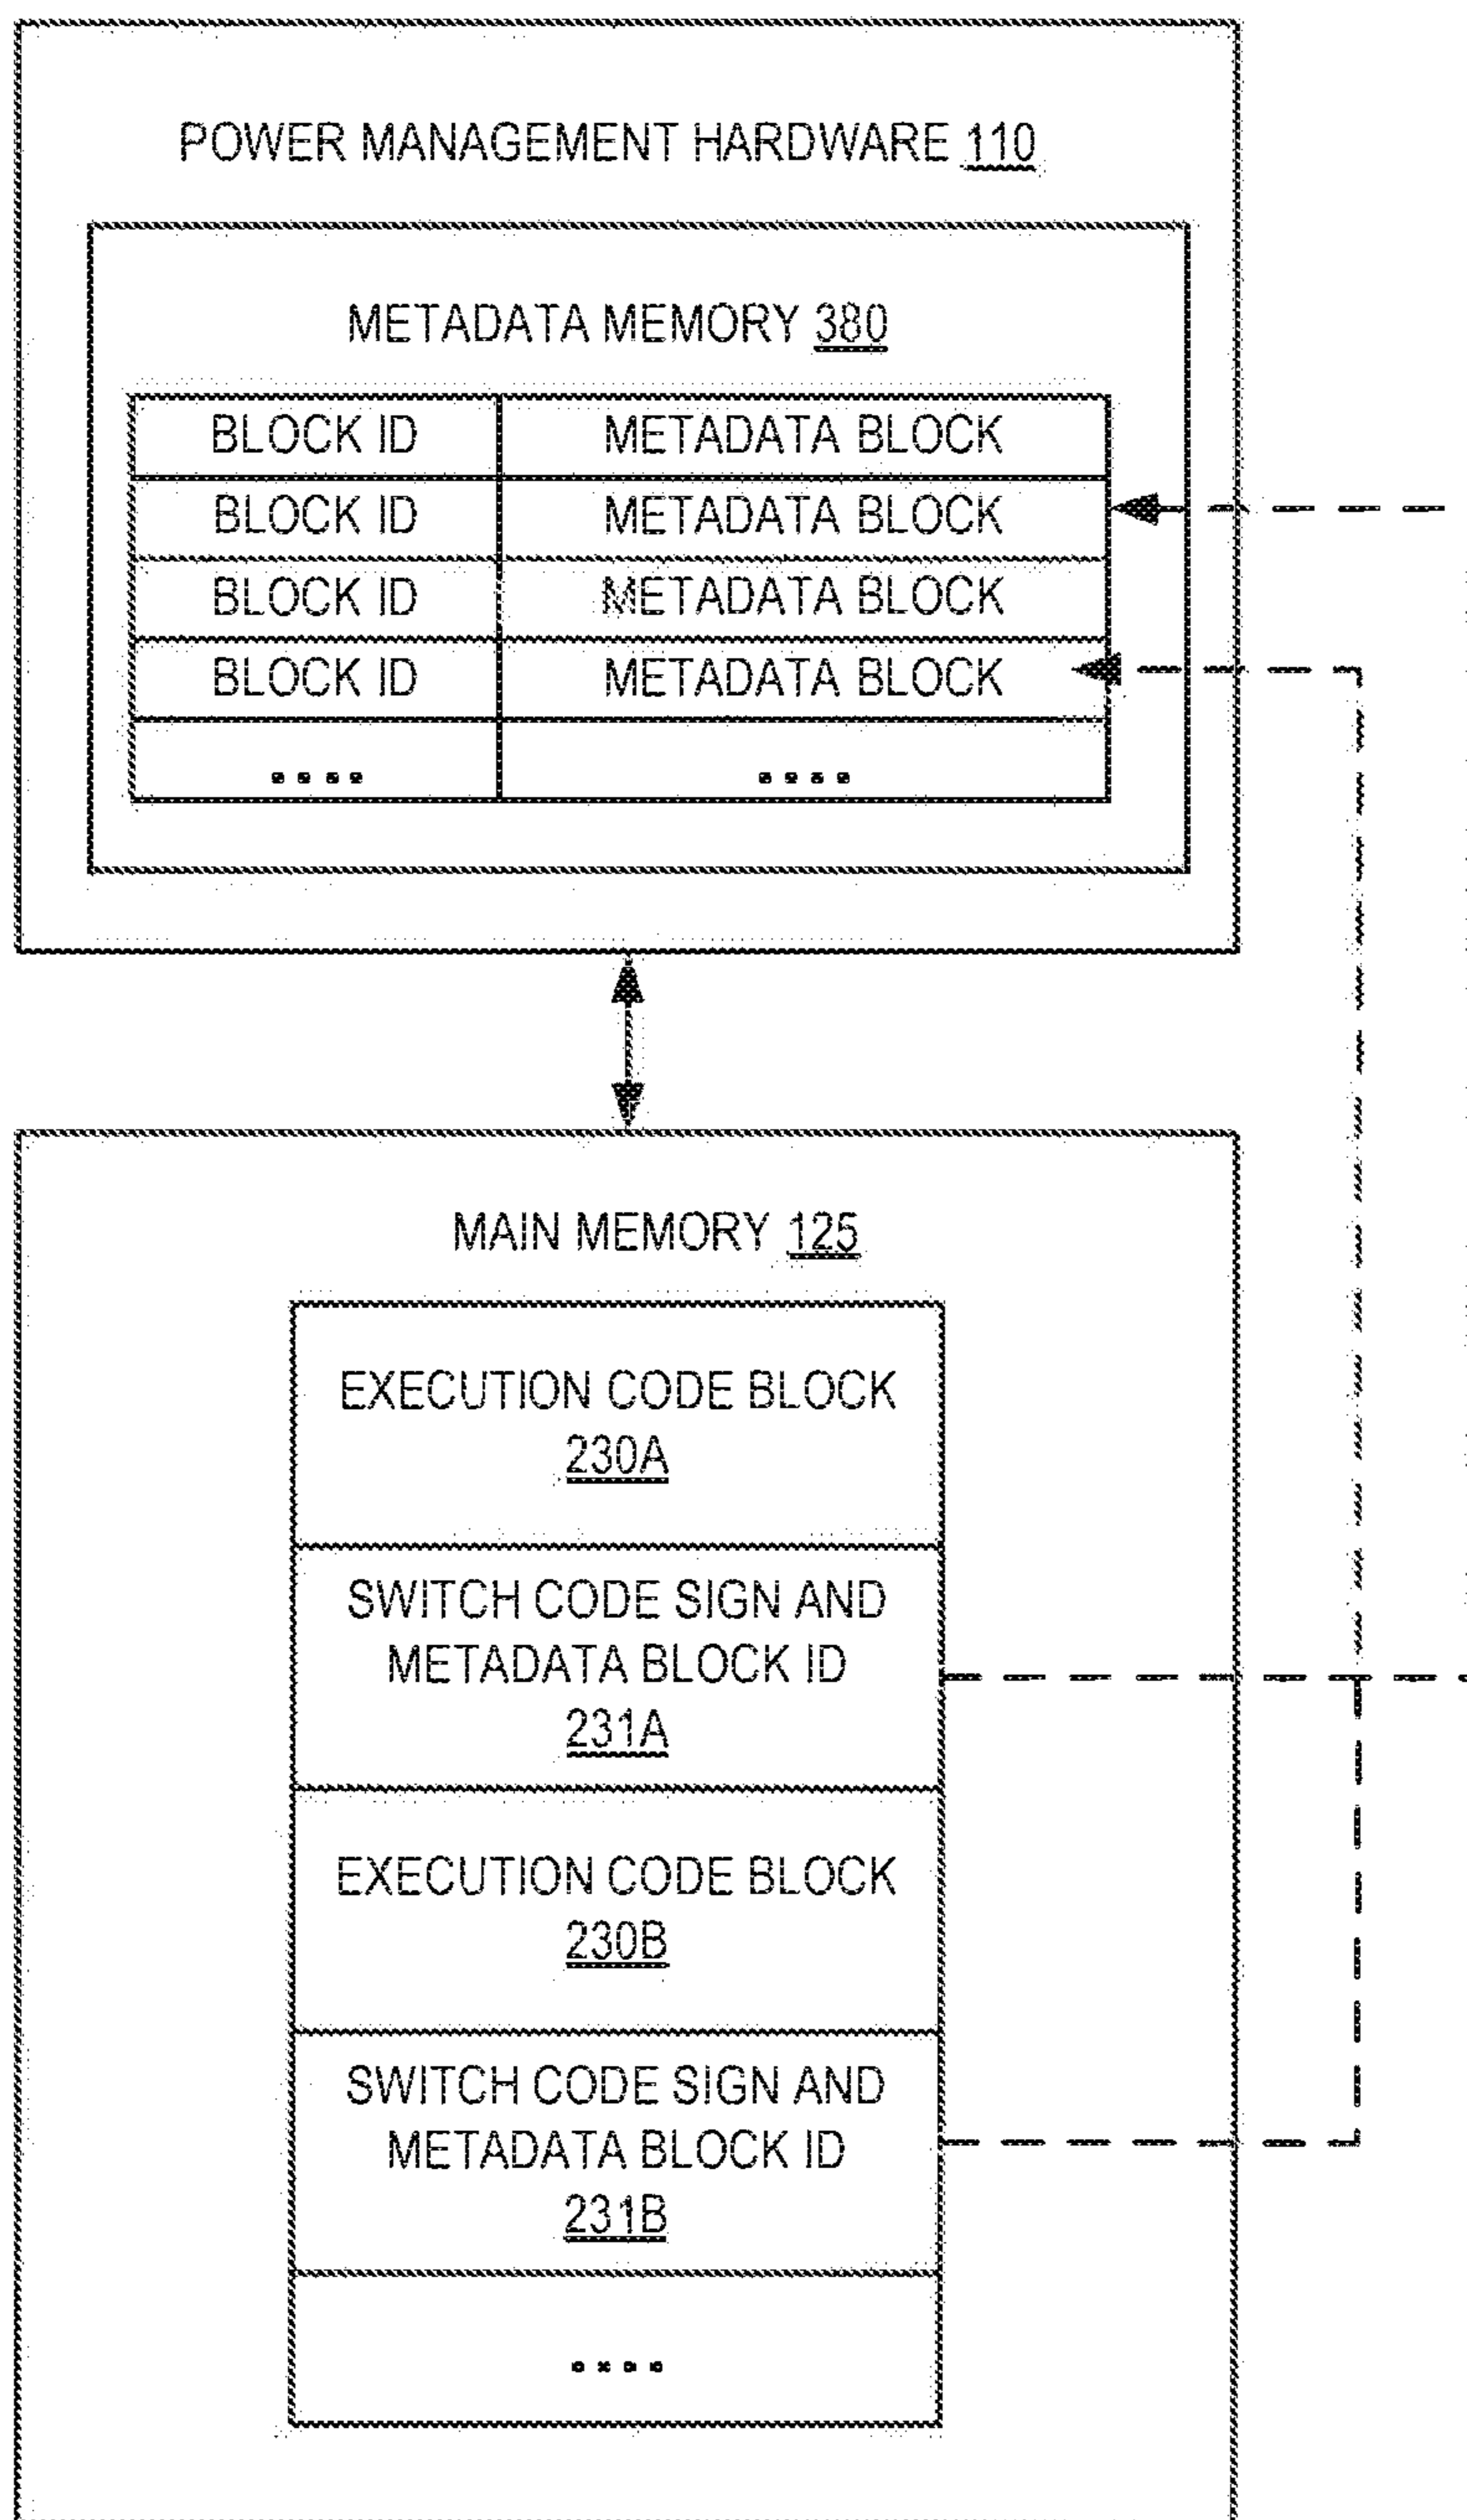 POWER MANAGEMENT HARDWARE 110
METADATA MEMORY 380
BLOCK ID METADATA BLOCK
BLOCK ID METADATA BLOCK
BLOCK ID METADATA BLOCK
BLOCK ID METADATA BLOCK
.... ....
MAIN MEMORY 125
EXECUTION CODE BLOCK
230A
SWITCH CODE SIGN AND
METADATA BLOCK ID
231A
EXECUTION CODE BLOCK
230B
SWITCH CODE SIGN AND
METADATA BLOCK ID
231B
....